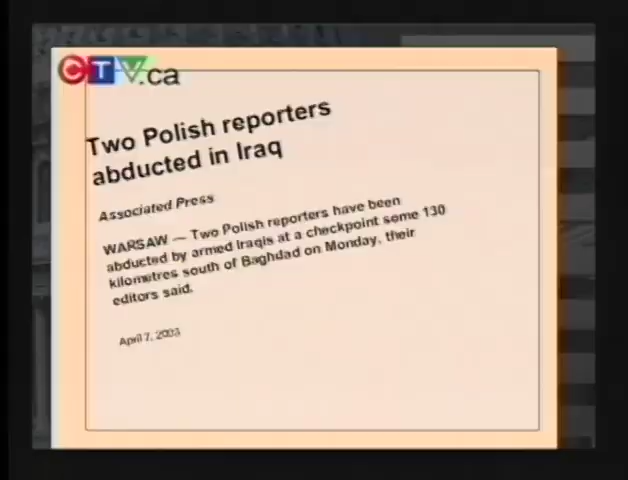 CTV.ca
Two Polish reporters
abducted in Iraq
Associated Press
WARSAW — Two Polish reporters have been
abducted by armed Iraqis at a checkpoint some 130
kilometres south of Baghdad on Monday, their
editors said.
April 7, 2003